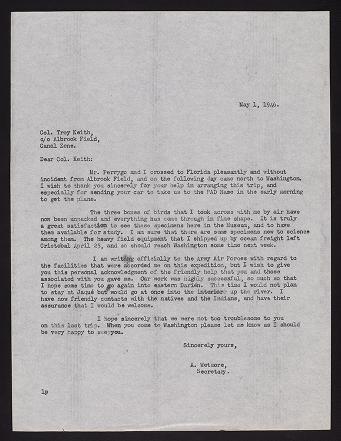 May 1, 1946.
Col. Troy Keith,
c/o Albrook Field,
Canal Zone.
Dear Col. Keith:
Mr. Perrygo and I crossed to Florida pleasantly and without
incident from Albrook Field, and on the following day came north to Washington.
I wish to thank you sincerely for your help in arranging this trip, and
especially for sending your car to take us to the PAD Name in the early morning
to get the plane.
The three boxes of birds that I took across with me by air have
now been unpacked and everything has come through in fine shape. It is truly
a great satisfaction to see these specimens here in the Museum, and to have
them available for study. I am sure that there are some specimens new to science
among them. The heavy field equipment that I shipped up by ocean freight left
Cristobal April 25, and so should reach Washington some time next week.
I am writing officially to the Army Air Forces with regard to
the facilities that were accorded me on this expedition, but I wish to give
you this personal acknowledgment of the friendly help that you and those
associated with you gave me. Our work was highly successful, so much so that
I hope some time to go again into eastern Darién. This time I would not plan
to stay at Jaqué but would go at once into the interior up the river. I
have now friendly contacts with the natives and the Indians, and have their
assurance that I would be welcome.
I hope sincerely that we were not too troublesome to you
on this last trip. When you come to Washington please let me know as I should
be very happy to see you.
Sincerely yours,
A. Wetmore,
Secretary.
lp